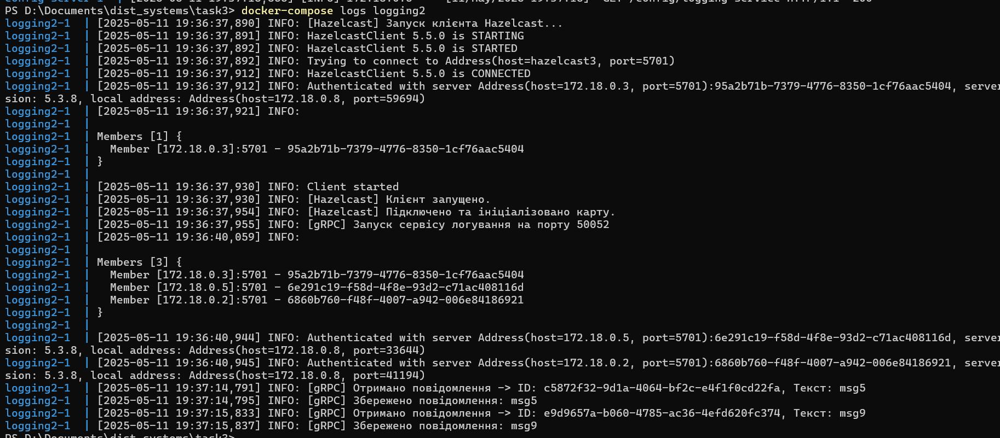 PS D:\Documents\dist_systems\task3> docker-compose logs logging2
logging2-1  | [2025-05-11 19:36:37,890] INFO: [Hazelcast] Запуск клієнта Hazelcast...
logging2-1  | [2025-05-11 19:36:37,891] INFO: HazelcastClient 5.5.0 is STARTING
logging2-1  | [2025-05-11 19:36:37,892] INFO: HazelcastClient 5.5.0 is STARTED
logging2-1  | [2025-05-11 19:36:37,892] INFO: Trying to connect to Address(host=hazelcast3, port=5701)
logging2-1  | [2025-05-11 19:36:37,912] INFO: HazelcastClient 5.5.0 is CONNECTED
logging2-1  | [2025-05-11 19:36:37,912] INFO: Authenticated with server Address(host=172.18.0.3, port=5701):95a2b71b-7379-4776-8350-1cf76aac5404, server
sion: 5.3.8, local address: Address(host=172.18.0.8, port=59694)
logging2-1  | [2025-05-11 19:36:37,921] INFO:
logging2-1  |
logging2-1  | Members [1] {
logging2-1  |   Member [172.18.0.3]:5701 - 95a2b71b-7379-4776-8350-1cf76aac5404
logging2-1  | }
logging2-1  |
logging2-1  | [2025-05-11 19:36:37,930] INFO: Client started
logging2-1  | [2025-05-11 19:36:37,930] INFO: [Hazelcast] Клієнт запущено.
logging2-1  | [2025-05-11 19:36:37,954] INFO: [Hazelcast] Підключено та ініціалізовано карту.
logging2-1  | [2025-05-11 19:36:37,955] INFO: [gRPC] Запуск сервісу логування на порту 50052
logging2-1  | [2025-05-11 19:36:40,059] INFO:
logging2-1  |
logging2-1  | Members [3] {
logging2-1  |   Member [172.18.0.3]:5701 - 95a2b71b-7379-4776-8350-1cf76aac5404
logging2-1  |   Member [172.18.0.5]:5701 - 6e291c19-f58d-4f8e-93d2-c71ac408116d
logging2-1  |   Member [172.18.0.2]:5701 - 6860b760-f48f-4007-a942-006e84186921
logging2-1  | }
logging2-1  |
logging2-1  | [2025-05-11 19:36:40,944] INFO: Authenticated with server Address(host=172.18.0.5, port=5701):6e291c19-f58d-4f8e-93d2-c71ac408116d, server
sion: 5.3.8, local address: Address(host=172.18.0.8, port=33644)
logging2-1  | [2025-05-11 19:36:40,945] INFO: Authenticated with server Address(host=172.18.0.2, port=5701):6860b760-f48f-4007-a942-006e84186921, server
sion: 5.3.8, local address: Address(host=172.18.0.8, port=41194)
logging2-1  | [2025-05-11 19:37:14,791] INFO: [gRPC] Отримано повідомлення -> ID: c5872f32-9d1a-4064-bf2c-e4f1f0cd22fa, Текст: msg5
logging2-1  | [2025-05-11 19:37:14,795] INFO: [gRPC] Збережено повідомлення: msg5
logging2-1  | [2025-05-11 19:37:15,833] INFO: [gRPC] Отримано повідомлення -> ID: e9d9657a-b060-4785-ac36-4efd620fc374, Текст: msg9
logging2-1  | [2025-05-11 19:37:15,837] INFO: [gRPC] Збережено повідомлення: msg9
PS D:\Documents\dist_systems\task3>